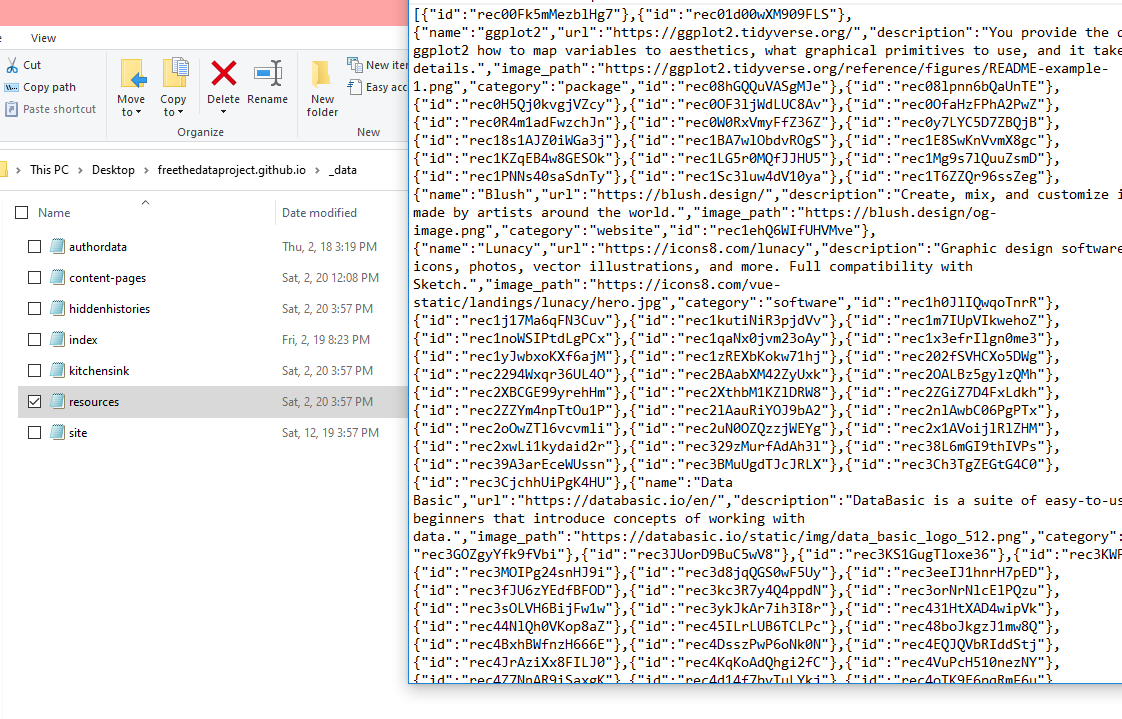 View
Cut
Copy path
Paste shortcut
Move to
Copy to
Delete
Rename
New folder
New
Easy acc
Organize
New
This PC > Desktop > freethedataproject.github.io > _data
Name
Date modified
authordata Thu, 2, 18 3:19 PM
content-pages Sat, 2, 20 12:08 PM
hiddenhistories Sat, 2, 20 3:57 PM
index Fri, 2, 19 8:23 PM
kitchensink Sat, 2, 20 3:57 PM
resources Sat, 2, 20 3:57 PM
site Sat, 12, 19 3:57 PM
[{"id":"rec00Fk5mMezblHg7"},{"id":"rec01d00wXM909FLS"},
{"name":"ggplot2","url":"https://ggplot2.tidyverse.org/","description":"You provide the
ggplot2 how to map variables to aesthetics, what graphical primitives to use, and it take
details.","image_path":"https://ggplot2.tidyverse.org/reference/figures/README-example-
1.png","category":"package","id":"rec08hGQQuVASgMJe"},{"id":"rec08lpnn6bQaUnTE"},
{"id":"rec0H5Qj0kvgjVZcy"},{"id":"rec0OF3ljWdLUC8Av"},{"id":"rec0OfaHzFPhA2PwZ"},
{"id":"rec0R4m1adFwzchJn"},{"id":"rec0W0RxVmyFfZ36Z"},{"id":"rec0y7LYC5D7ZBQjB"},
{"id":"rec18s1AJZ0iWGa3j"},{"id":"rec1BA7wlObdvROgS"},{"id":"rec1E8SwKnVvmX8gc"},
{"id":"rec1KZqEB4w8GESOk"},{"id":"rec1LG5r0MQfJJHU5"},{"id":"rec1Mg9s7lQuuZsmD"},
{"id":"rec1PNNs40saSdnTy"},{"id":"rec1Sc3luw4dV10ya"},{"id":"rec1T6ZZQr96ssZeg"},
{"name":"Blush","url":"https://blush.design/","description":"Create, mix, and customize i
made by artists around the world.","image_path":"https://blush.design/og-
image.png","category":"website","id":"rec1ehQ6WIfUHVMve"},
{"name":"Lunacy","url":"https://icons8.com/lunacy","description":"Graphic design software
icons, photos, vector illustrations, and more. Full compatibility with
Sketch.","image_path":"https://icons8.com/vue-
static/landings/lunacy/hero.jpg","category":"software","id":"rec1h0JlIQwqoTnrR"},
{"id":"rec1j17Ma6qFN3Cuv"},{"id":"rec1kutiNiR3pjdVv"},{"id":"rec1m7IUpVIkwehoZ"},
{"id":"rec1noWSIPtdLgPCx"},{"id":"rec1qaNx0jvm23oAy"},{"id":"rec1x3efrIlgn0me3"},
{"id":"rec1yJwbxoKXf6ajM"},{"id":"rec1zREXbKokw71hj"},{"id":"rec202fSVHCXo5DWg"},
{"id":"rec2294Wxqr36UL4O"},{"id":"rec2BAabXM42ZyUxk"},{"id":"rec2OALBz5gylzQMh"},
{"id":"rec2XBCGE99yrehHm"},{"id":"rec2XthbM1KZlDRW8"},{"id":"rec2ZGiZ7D4FxLdkh"},
{"id":"rec2ZZYm4npTtOu1P"},{"id":"rec2lAauRiYOJ9bA2"},{"id":"rec2nlAwbC06PgPTx"},
{"id":"rec2oOwZTl6vcvmli"},{"id":"rec2uN0OZQzzjWEYg"},{"id":"rec2x1AVoijlRlZHM"},
{"id":"rec2xwLi1kydaid2r"},{"id":"rec329zMurfAdAh3l"},{"id":"rec38L6mGI9thIVPs"},
{"id":"rec39A3arEceWUssn"},{"id":"rec3BMuUgdTJcJRLX"},{"id":"rec3Ch3TgZEGtG4C0"},
{"id":"rec3CjchhUiPgK4HU"},{"name":"Data
Basic","url":"https://databasic.io/en/","description":"DataBasic is a suite of easy-to-us
beginners that introduce concepts of working with
data.","image_path":"https://databasic.io/static/img/data_basic_logo_512.png","category":
"rec3GOZgyYfk9fVbi"},{"id":"rec3JUorD9BuC5wV8"},{"id":"rec3KS1GugTloxe36"},{"id":"rec3KWF
{"id":"rec3MOIPg24snHJ9i"},{"id":"rec3d8jqQGS0wF5Uy"},{"id":"rec3eeIJ1hnrH7pED"},
{"id":"rec3fJU6zYEdfBFOD"},{"id":"rec3kc3R7y4Q4ppdN"},{"id":"rec3orNrNlcElPQzu"},
{"id":"rec3sOLVH6BijFw1w"},{"id":"rec3ykJkAr7ih3I8r"},{"id":"rec431HtXAD4wipVk"},
{"id":"rec44NlQh0VKop8aZ"},{"id":"rec45ILrLUB6TCLPc"},{"id":"rec48boJkgzJ1mw8Q"},
{"id":"rec4BxhBWfnzH666E"},{"id":"rec4DsszPwP6oNk0N"},{"id":"rec4EQJQVbRIddStj"},
{"id":"rec4JrAziXx8FILJ0"},{"id":"rec4KqKoAdQhgi2fC"},{"id":"rec4VuPcH510nezNY"},